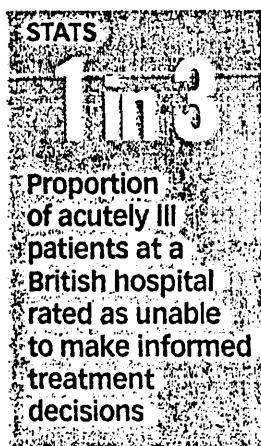 STATS
1 in 3
Proportion
of acutely ill
patients at a
British hospital
rated as unable
to make informed
treatment
decisions